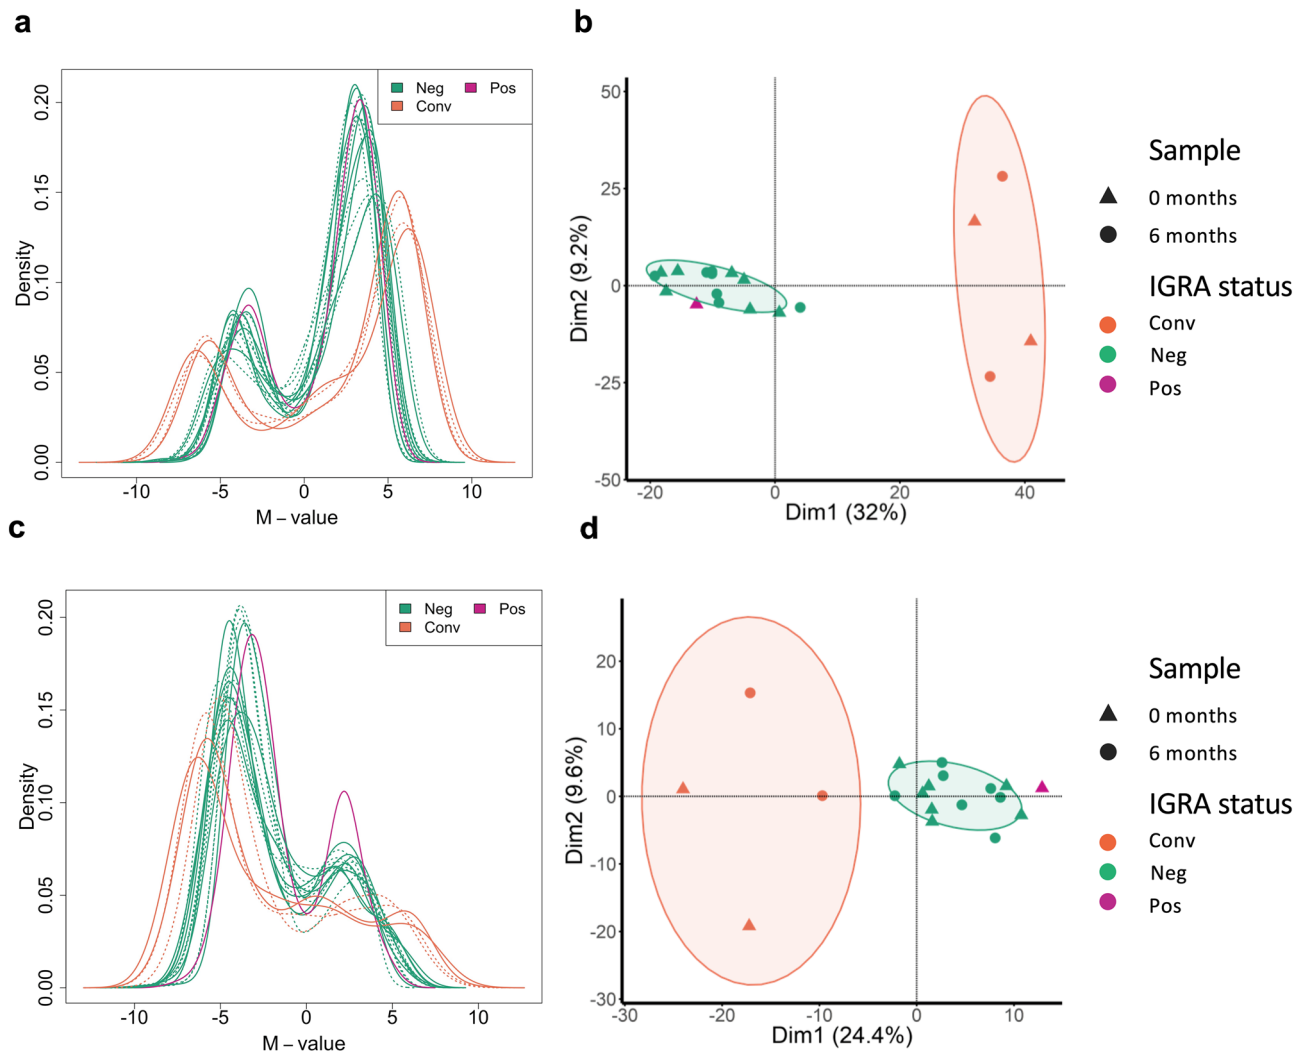 a
Neg Pos
Conv
0.00 0.05 0.10 0.15 0.20
Density
-10 -5 0 5 10
M – value
b
50
25
0
-25
-50
Dim2 (9.2%)
-20 0 20 40
Dim1 (32%)
Sample
0 months
6 months
IGRA status
Conv
Neg
Pos
c
Neg Pos
Conv
0.00 0.05 0.10 0.15 0.20
Density
-10 -5 0 5 10
M – value
d
20
10
0
-10
-20
-30
Dim2 (9.6%)
-30 -20 -10 0 10
Dim1 (24.4%)
Sample
0 months
6 months
IGRA status
Conv
Neg
Pos